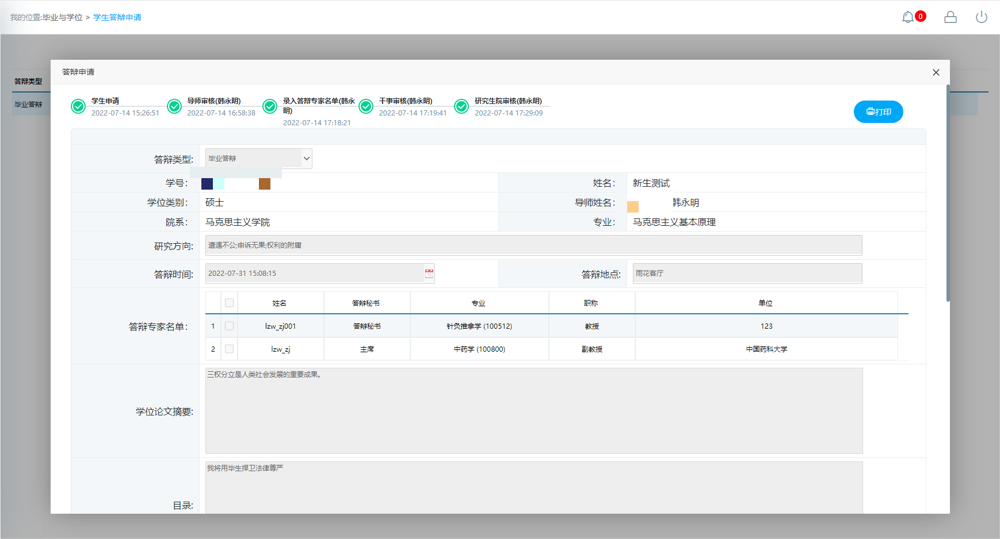 我的位置:毕业与学位 > 学生答辩申请
0
答辩类型
毕业答辩
答辩申请
学生申请
2022-07-14 15:26:51
导师审核(韩永明)
2022-07-14 16:58:38
录入答辩专家名单(韩永
明)
2022-07-14 17:18:21
干事审核(韩永明)
2022-07-14 17:19:41
研究生院审核(韩永明)
2022-07-14 17:29:09
打印
答辩类型: 毕业答辩
学号:
姓名: 新生测试
学位类别: 硕士
导师姓名: 韩永明
院系: 马克思主义学院
专业: 马克思主义基本原理
研究方向: 遭遇不公;申诉无果;权利的附庸
答辩时间: 2022-07-31 15:08:15
答辩地点: 雨花客厅
答辩专家名单:
姓名 答辩秘书 专业 职称 单位
1 lzw_zj001 答辩秘书 针灸推拿学 (100512) 教授 123
2 lzw_zj 主席 中药学 (100800) 副教授 中国药科大学
学位论文摘要: 三权分立是人类社会发展的重要成果。
目录: 我将用毕生捍卫法律尊严